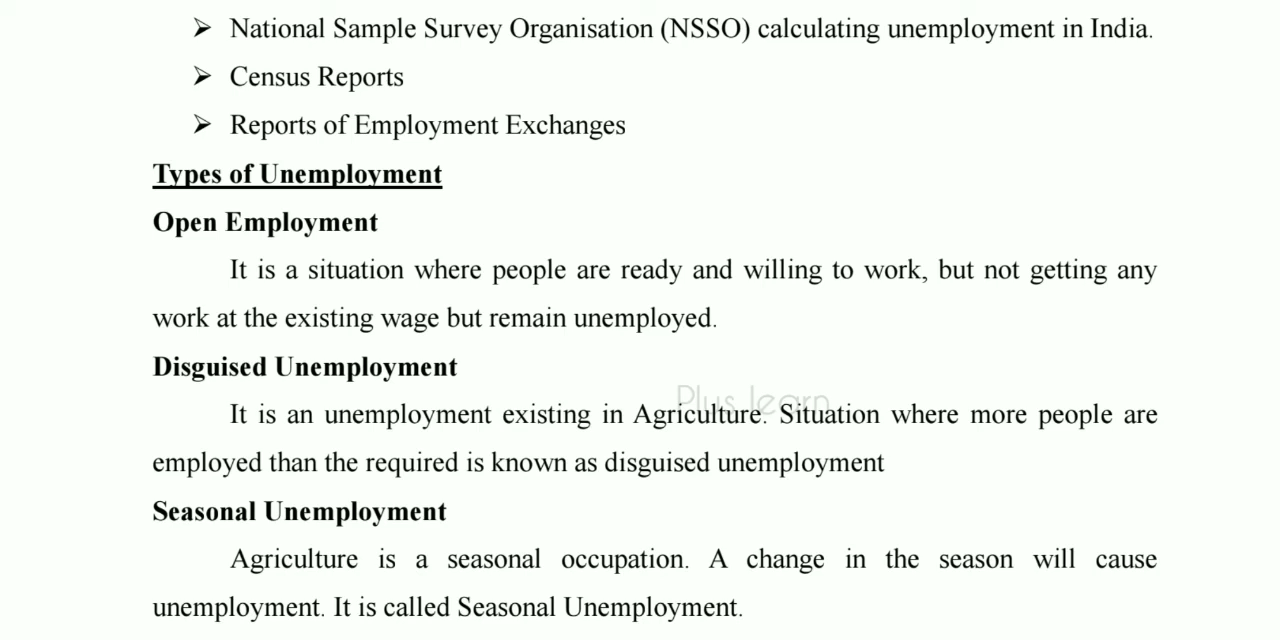 ➢ National Sample Survey Organisation (NSSO) calculating unemployment in India.
➢ Census Reports
➢ Reports of Employment Exchanges
Types of Unemployment
Open Employment
It is a situation where people are ready and willing to work, but not getting any
work at the existing wage but remain unemployed.
Disguised Unemployment
Plus learn
It is an unemployment existing in Agriculture. Situation where more people are
employed than the required is known as disguised unemployment
Seasonal Unemployment
Agriculture is a seasonal occupation. A change in the season will cause
unemployment. It is called Seasonal Unemployment.